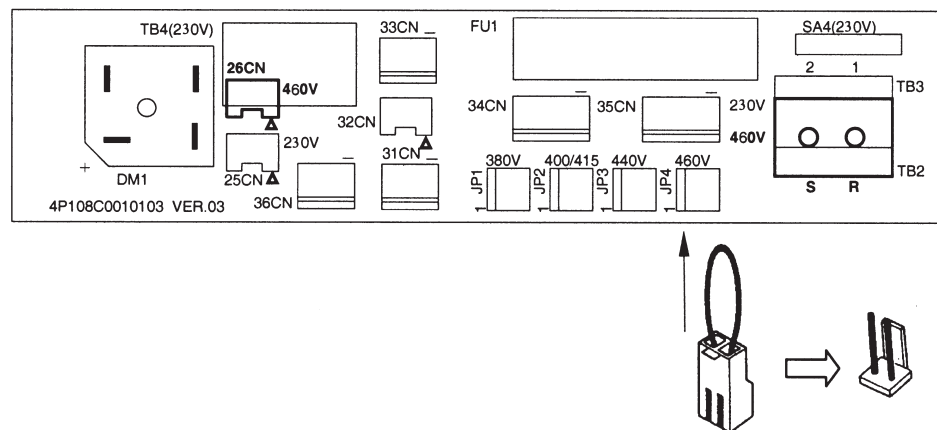 TB4(230V)
33CN
FU1
SA4(230V)
2 1
26CN
460V
TB3
34CN
35CN
230V
32CN
460V
230V
31CN
380V
400/415
440V
460V
TB2
+
DM1
25CN
36CN
1 JP1
1 JP2
1 JP3
1 JP4
S R
4P108C0010103 VER.03